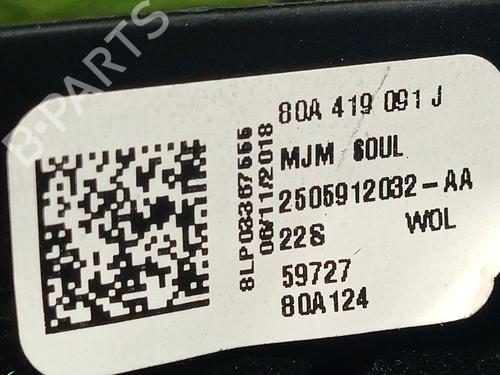 B-PARTS
80A 419 091 J
MJM SOUL
2505912032-AA
22S WOL
59727
80A124
8LP03367555
06/11/2018